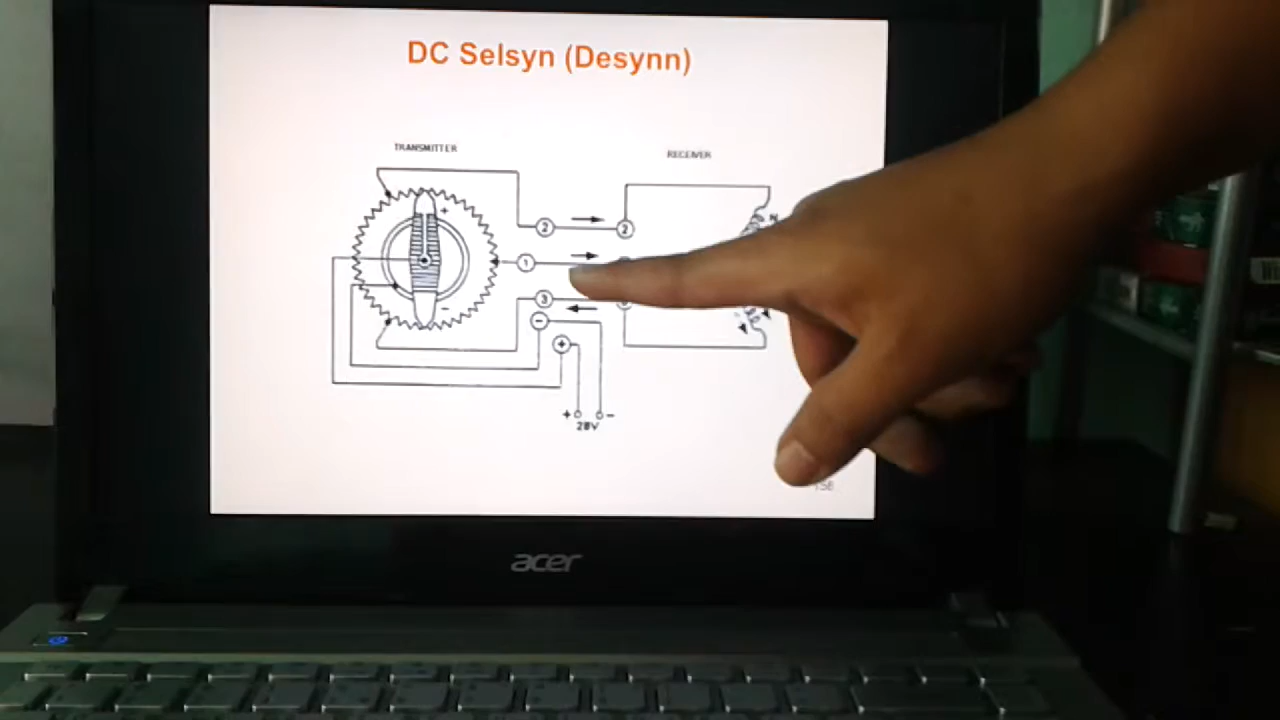 DC Selsyn (Desynn)
TRANSMITTER
RECEIVER
+
2
2
1
3
-
-
+
+ -
28V
acer